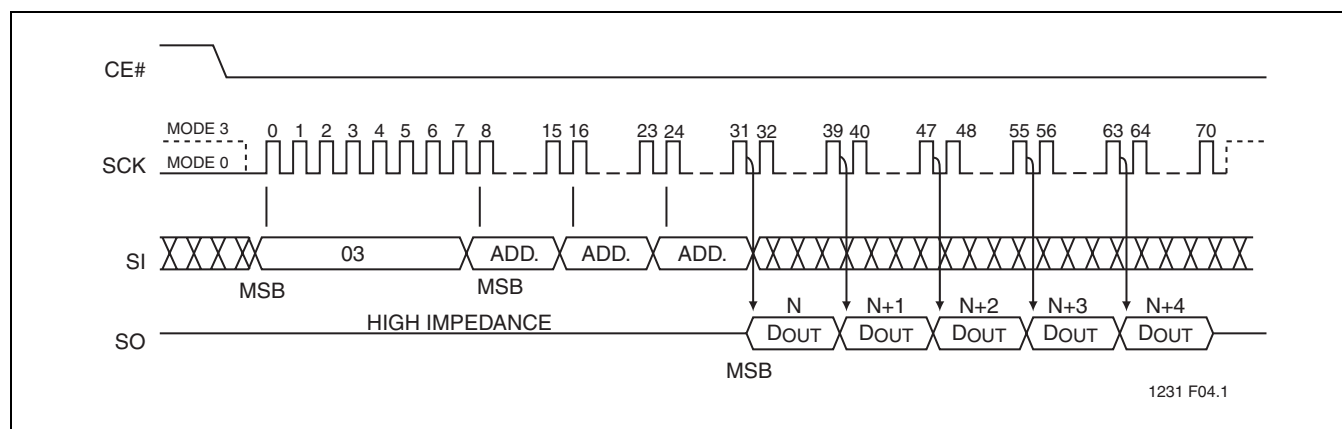 CE#
MODE 3 0 1 2 3 4 5 6 7 8 15 16 23 24 31 32 39 40 47 48 55 56 63 64 70
SCK MODE 0
SI 03 ADD. ADD. ADD.
MSB MSB
HIGH IMPEDANCE N N+1 N+2 N+3 N+4
SO DOUT DOUT DOUT DOUT DOUT
MSB
1231 F04.1